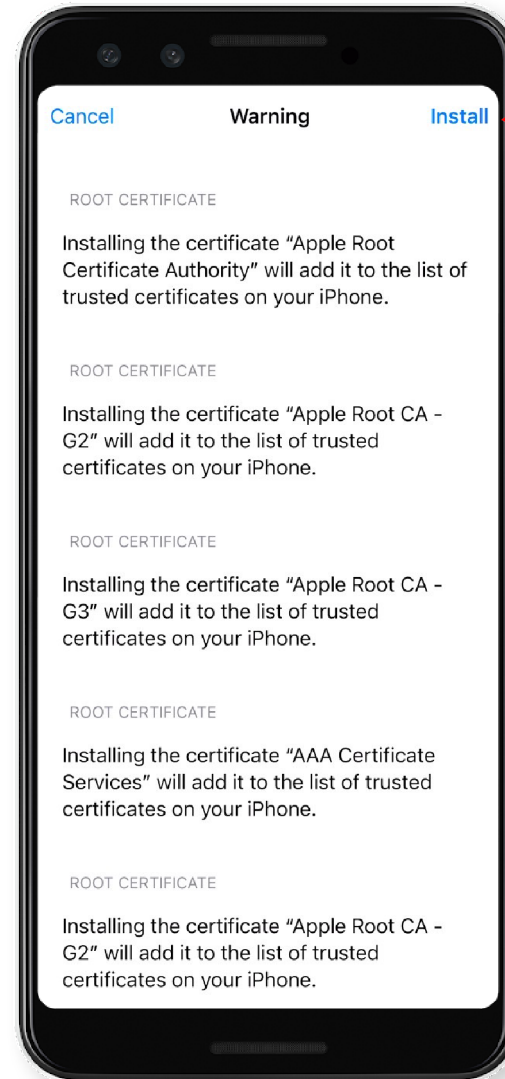 Cancel Warning Install
ROOT CERTIFICATE
Installing the certificate “Apple Root
Certificate Authority” will add it to the list of
trusted certificates on your iPhone.
ROOT CERTIFICATE
Installing the certificate “Apple Root CA -
G2” will add it to the list of trusted
certificates on your iPhone.
ROOT CERTIFICATE
Installing the certificate “Apple Root CA -
G3” will add it to the list of trusted
certificates on your iPhone.
ROOT CERTIFICATE
Installing the certificate “AAA Certificate
Services” will add it to the list of trusted
certificates on your iPhone.
ROOT CERTIFICATE
Installing the certificate “Apple Root CA -
G2” will add it to the list of trusted
certificates on your iPhone.